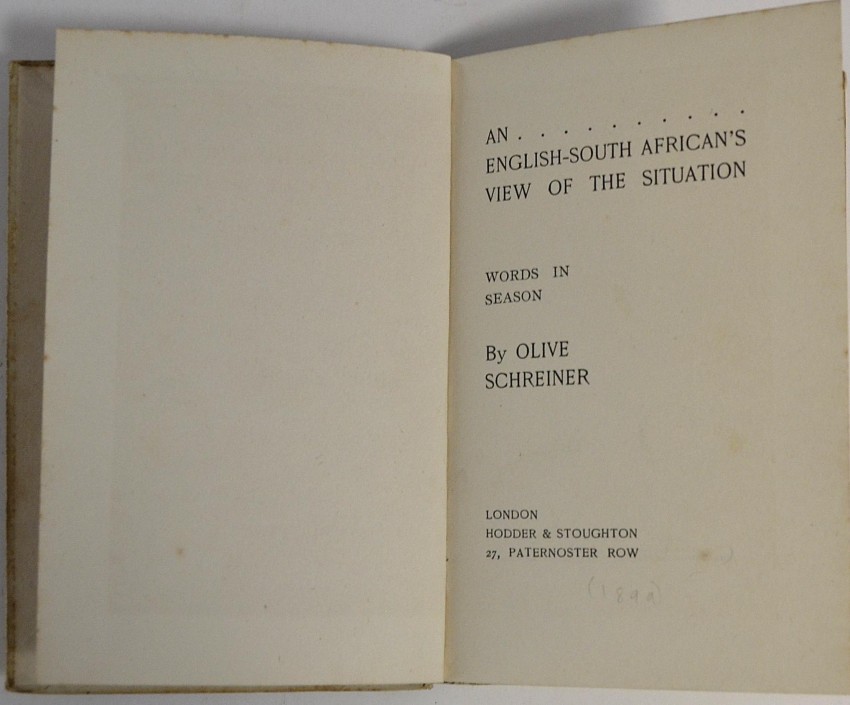 AN . . . . . . . . . .
ENGLISH-SOUTH AFRICAN'S
VIEW OF THE SITUATION
WORDS IN
SEASON
By OLIVE
SCHREINER
LONDON
HODDER & STOUGHTON
27, PATERNOSTER ROW
(1899)